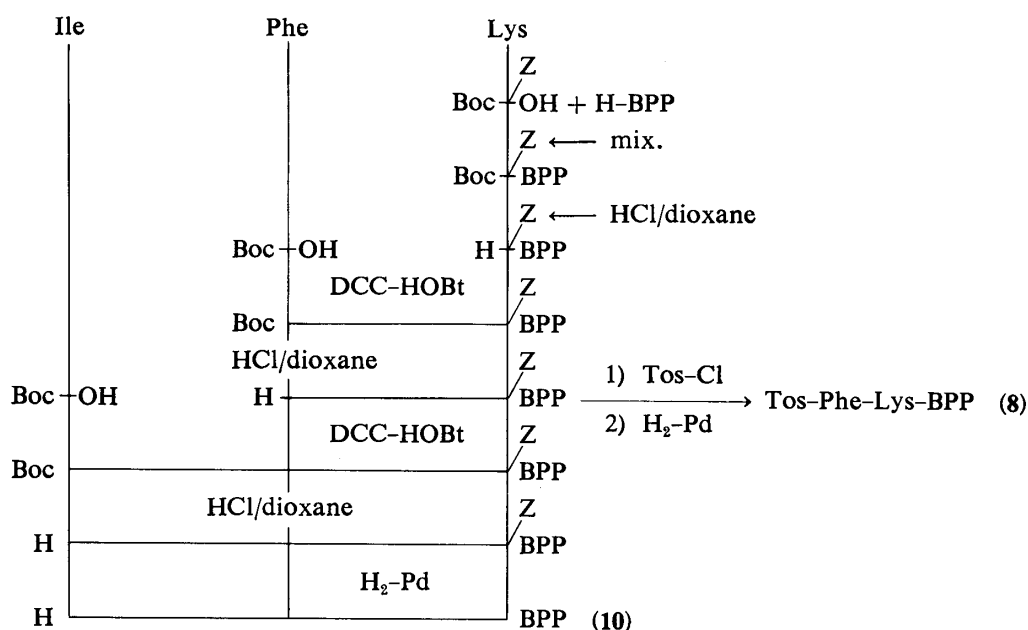 Ile Phe Lys
Z
Boc OH + H–BPP
Z ← mix.
Boc BPP
Z ← HCl/dioxane
Boc OH H BPP
DCC–HOBt Z
Boc BPP
HCl/dioxane Z
Boc OH H BPP 1) Tos–Cl 2) H₂–Pd → Tos–Phe–Lys–BPP (8)
DCC–HOBt Z
Boc BPP
HCl/dioxane Z
H BPP
H₂–Pd
H BPP (10)